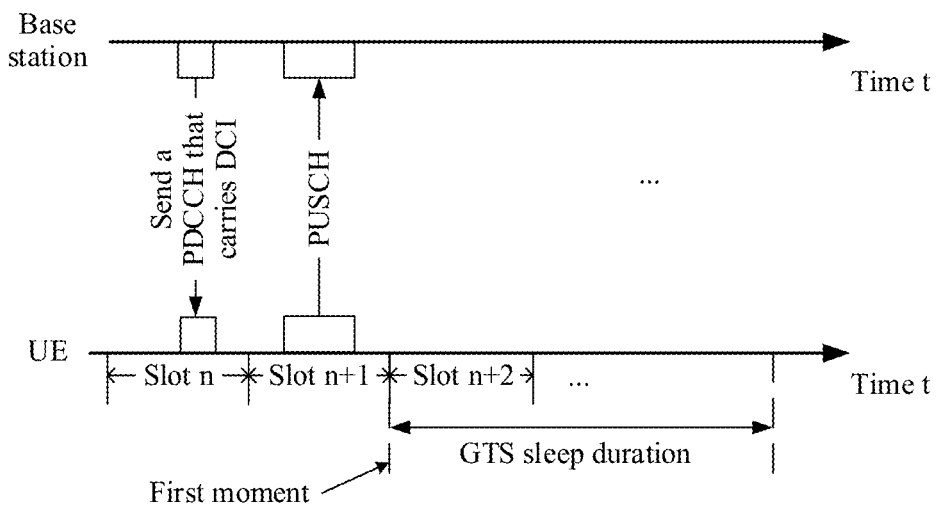 Base
station
Time t
Send a
PDCCH that
carries DCI
PUSCH
...
UE
Slot n
Slot n+1
Slot n+2
...
Time t
GTS sleep duration
First moment